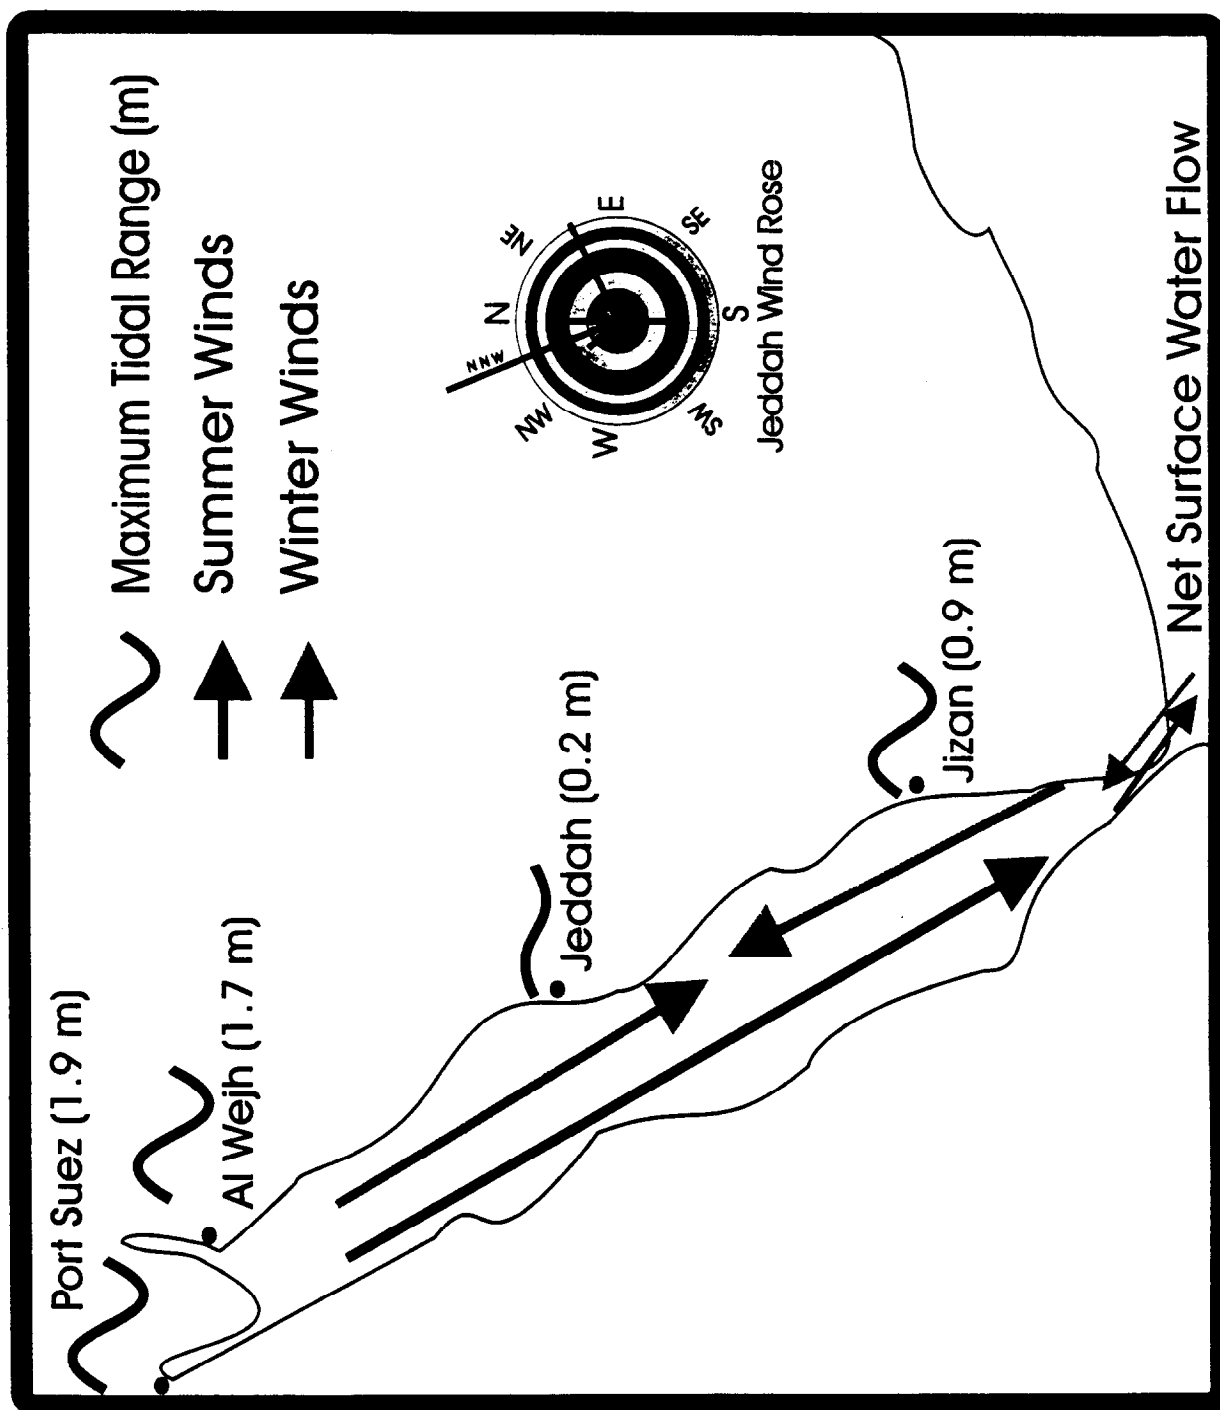 Maximum Tidal Range (m)
Summer Winds
Winter Winds
Port Suez (1.9 m)
Al Wejh (1.7 m)
Jeddah (0.2 m)
Jizan (0.9 m)
N
NNW
NE
NW
E
W
SE
SW
S
Jeddah Wind Rose
Net Surface Water Flow